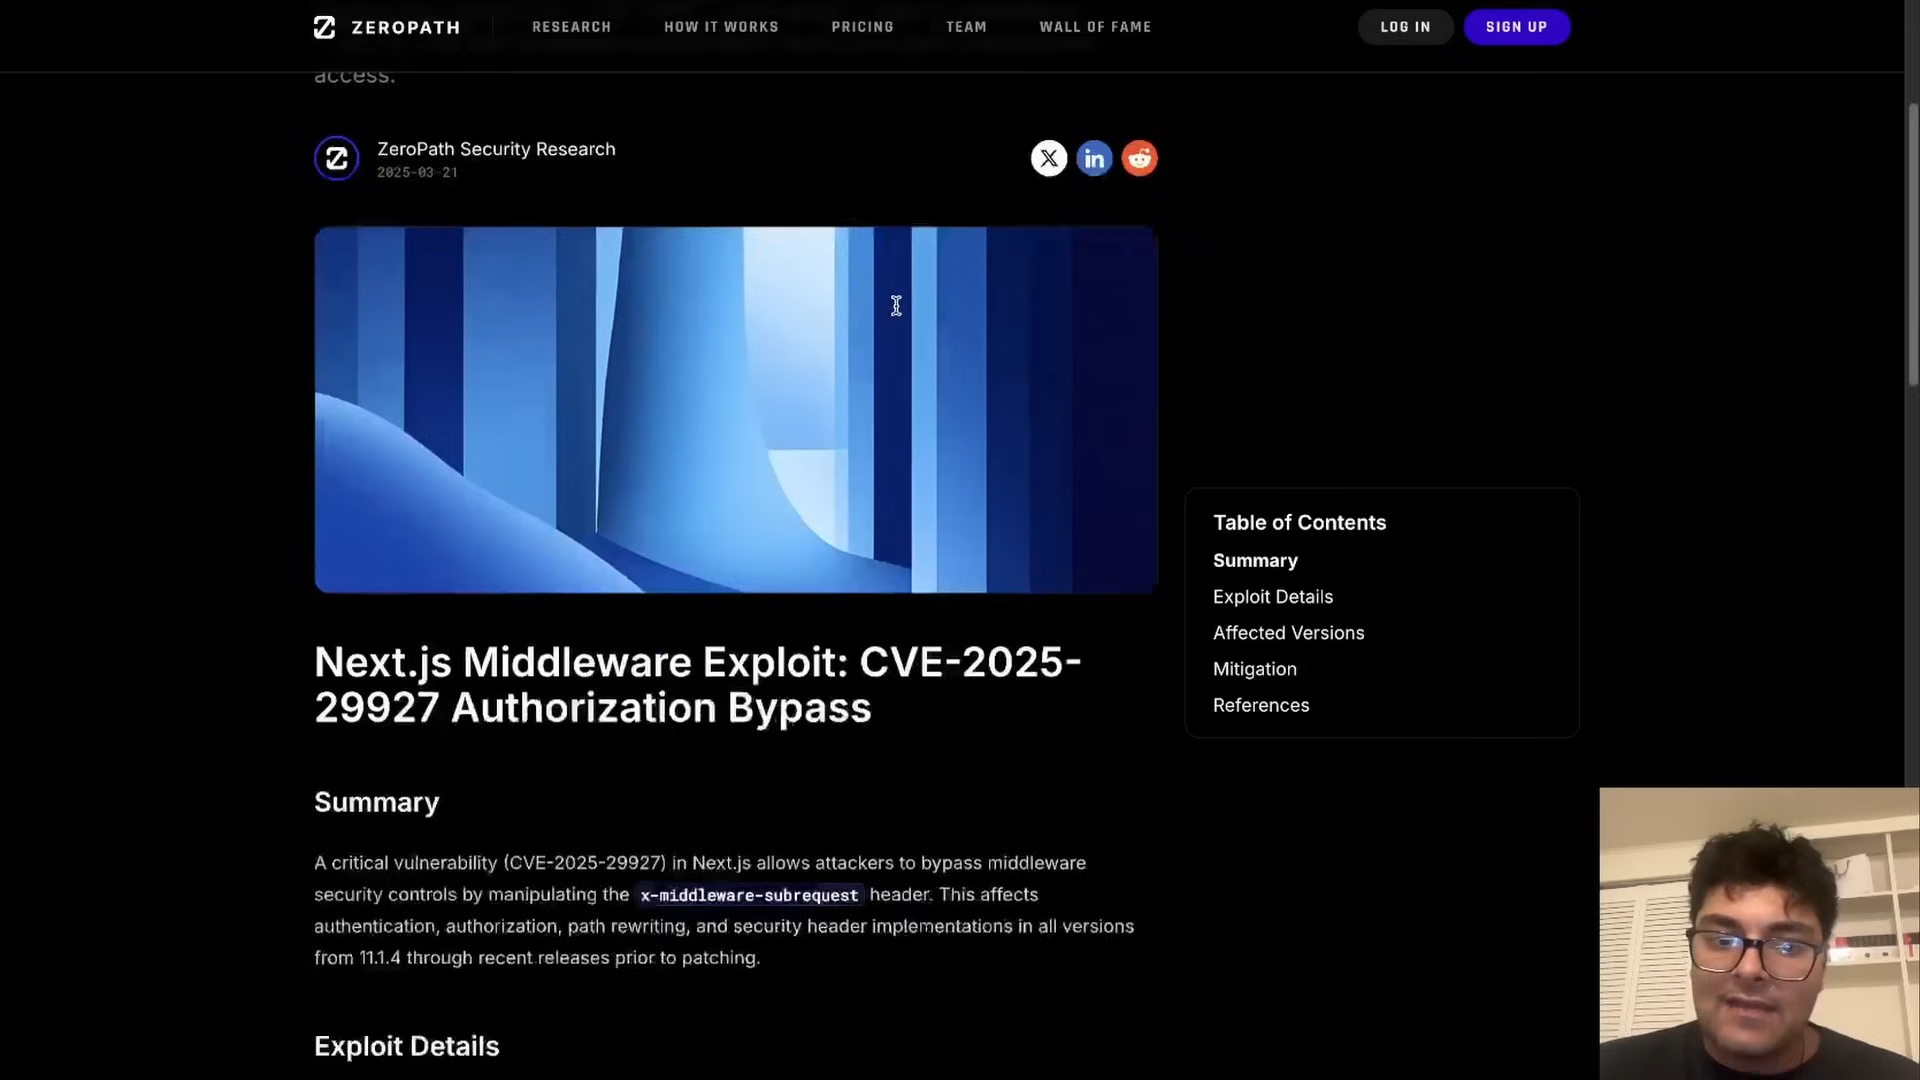 ZEROPATH
RESEARCH
HOW IT WORKS
PRICING
TEAM
WALL OF FAME
LOG IN
SIGN UP
access.
ZeroPath Security Research
2025-03-21
Next.js Middleware Exploit: CVE-2025-
29927 Authorization Bypass
Summary
A critical vulnerability (CVE-2025-29927) in Next.js allows attackers to bypass middleware
security controls by manipulating the x-middleware-subrequest header. This affects
authentication, authorization, path rewriting, and security header implementations in all versions
from 11.1.4 through recent releases prior to patching.
Exploit Details
Table of Contents
Summary
Exploit Details
Affected Versions
Mitigation
References